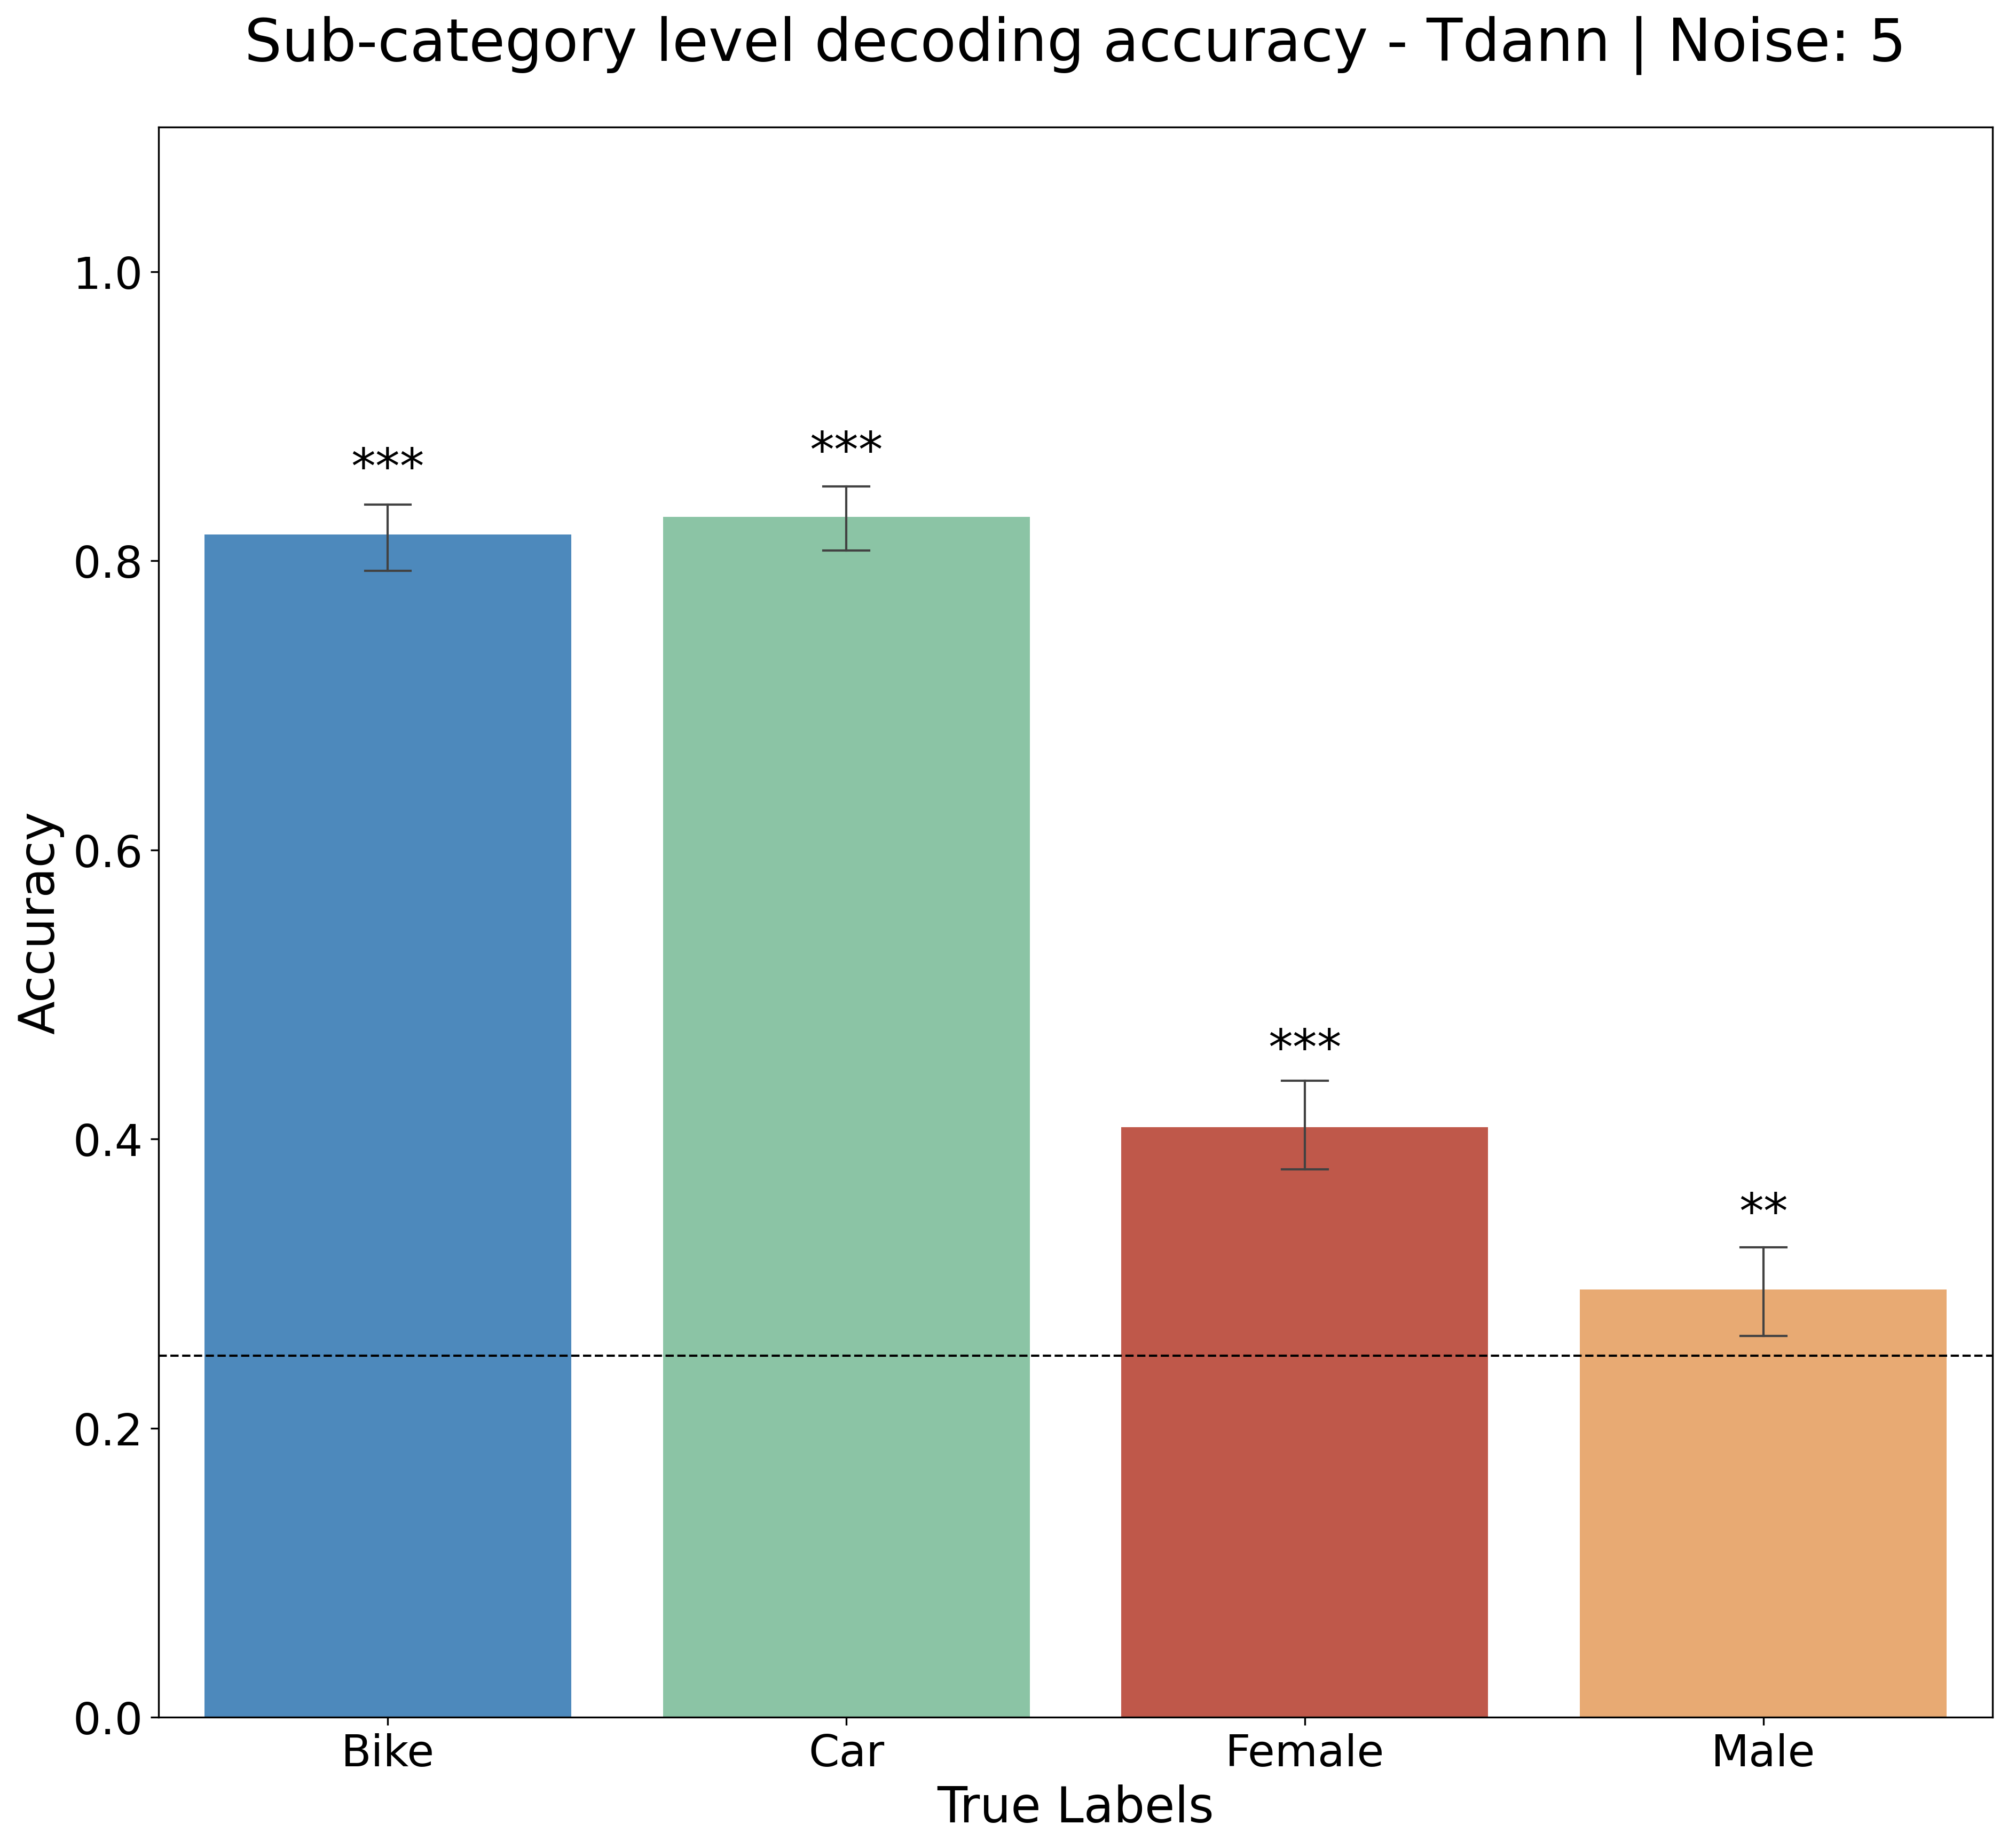 Sub-category level decoding accuracy - Tdann | Noise: 5
1.0
0.8
0.6
0.4
0.2
0.0
Accuracy
***
***
***
**
Bike
Car
Female
Male
True Labels